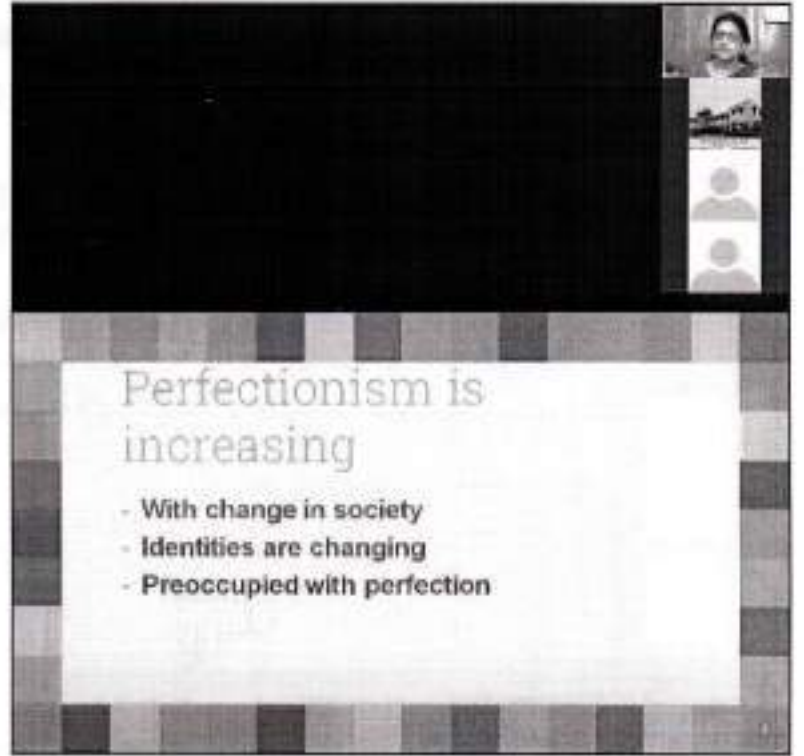 Perfectionism is
increasing
- With change in society
- Identities are changing
- Preoccupied with perfection